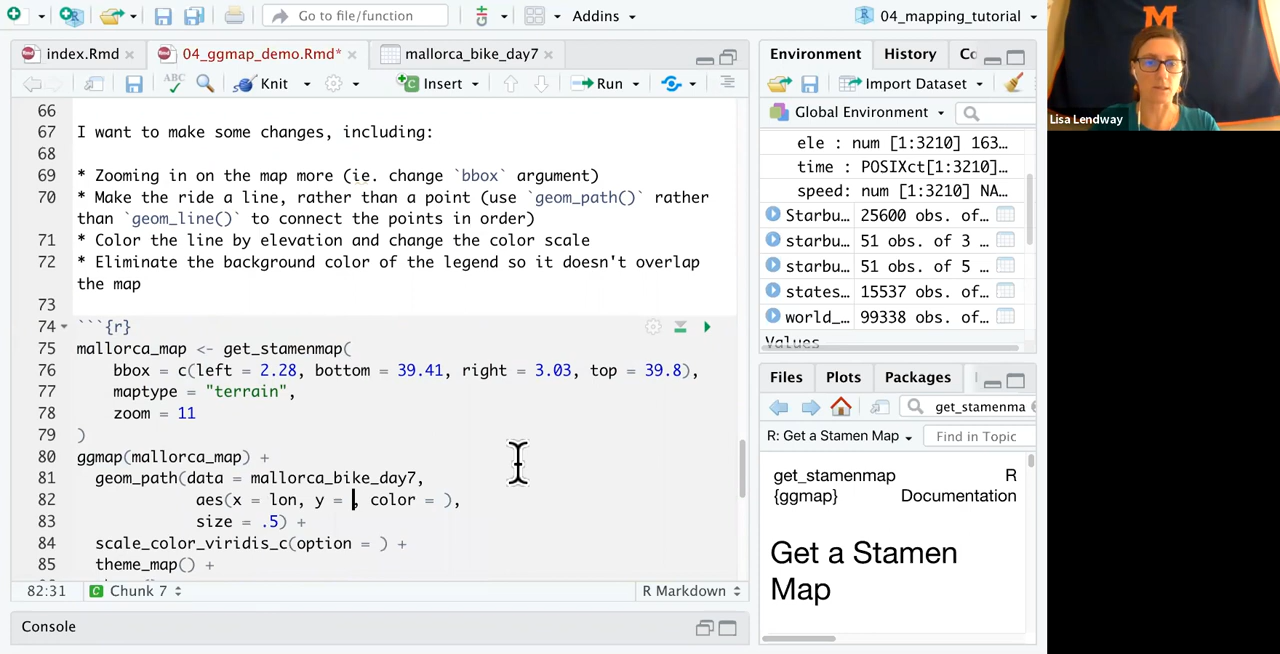 Go to file/function
Addins
04_mapping_tutorial
index.Rmd
04_ggmap_demo.Rmd*
mallorca_bike_day7
ABC
Knit
Insert
Run
66
67 I want to make some changes, including:
68
69 * Zooming in on the map more (ie. change `bbox` argument)
70 * Make the ride a line, rather than a point (use `geom_path()` rather
than `geom_line()` to connect the points in order)
71 * Color the line by elevation and change the color scale
72 * Eliminate the background color of the legend so it doesn't overlap
the map
73
74 ```{r}
75 mallorca_map <- get_stamenmap(
76 bbox = c(left = 2.28, bottom = 39.41, right = 3.03, top = 39.8),
77 maptype = "terrain",
78 zoom = 11
79 )
80 ggmap(mallorca_map) +
81 geom_path(data = mallorca_bike_day7,
82 aes(x = lon, y = , color = ),
83 size = .5) +
84 scale_color_viridis_c(option = ) +
85 theme_map() +
82:31
Chunk 7
R Markdown
Console
Environment
History
Co
Import Dataset
Global Environment
ele : num [1:3210] 163…
time : POSIXct[1:3210]…
speed: num [1:3210] NA…
Starbu… 25600 obs. of…
starbu… 51 obs. of 3 …
starbu… 51 obs. of 5 …
states… 15537 obs. of…
world_… 99338 obs. of…
Values
Files
Plots
Packages
get_stamenma
R: Get a Stamen Map
Find in Topic
get_stamenmap R
{ggmap} Documentation
Get a Stamen
Map
M
Lisa Lendway